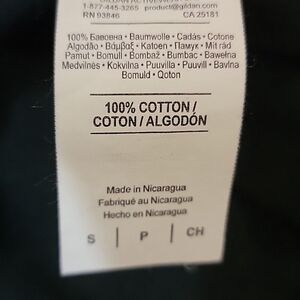 1-877-445-3265 product@gildan.com
RN 93846 CA 25181
100% Бавовна • Baumwolle • Cadás • Cotone
Algodão • Βάμβαξ • Katoen • Памук • Mit rád
Pamut • Bomull • Bombaž • Bumbac • Bawełna
Medvilnės • Kokvilna • Puuvilla • Puuvill • Bavlna
Bomuld • Qoton
100% COTTON /
COTON / ALGODÓN
Made in Nicaragua
Fabriqué au Nicaragua
Hecho en Nicaragua
S | P | CH